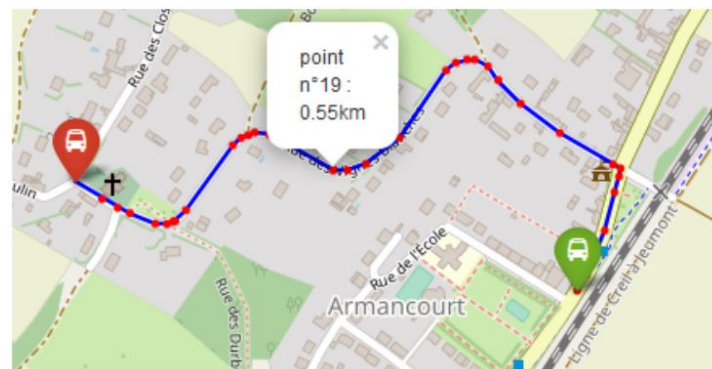 Rue des Clos
point
n°19 :
0.55km
×
ulin
Rue de l'École
Rue des Durb
Armancourt
Ligne de Creil à Jeumont